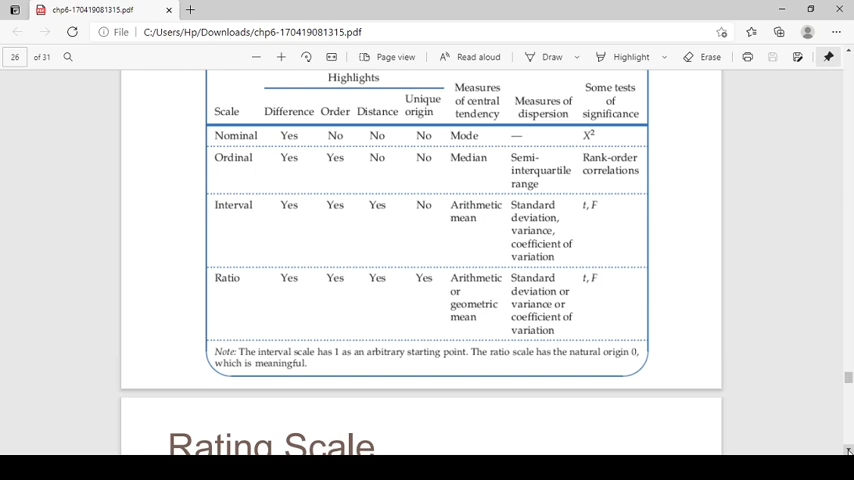 chp6-170419081315.pdf
File
C:/Users/Hp/Downloads/chp6-170419081315.pdf
26 of 31
Page view
Read aloud
Draw
Highlight
Erase
Highlights
Scale Difference Order Distance Unique origin Measures of central tendency Measures of dispersion Some tests of significance
Nominal Yes No No No Mode — X²
Ordinal Yes Yes No No Median Semi-interquartile range Rank-order correlations
Interval Yes Yes Yes No Arithmetic mean Standard deviation, variance, coefficient of variation t, F
Ratio Yes Yes Yes Yes Arithmetic or geometric mean Standard deviation or variance or coefficient of variation t, F
Note: The interval scale has 1 as an arbitrary starting point. The ratio scale has the natural origin 0,
which is meaningful.
Rating Scale